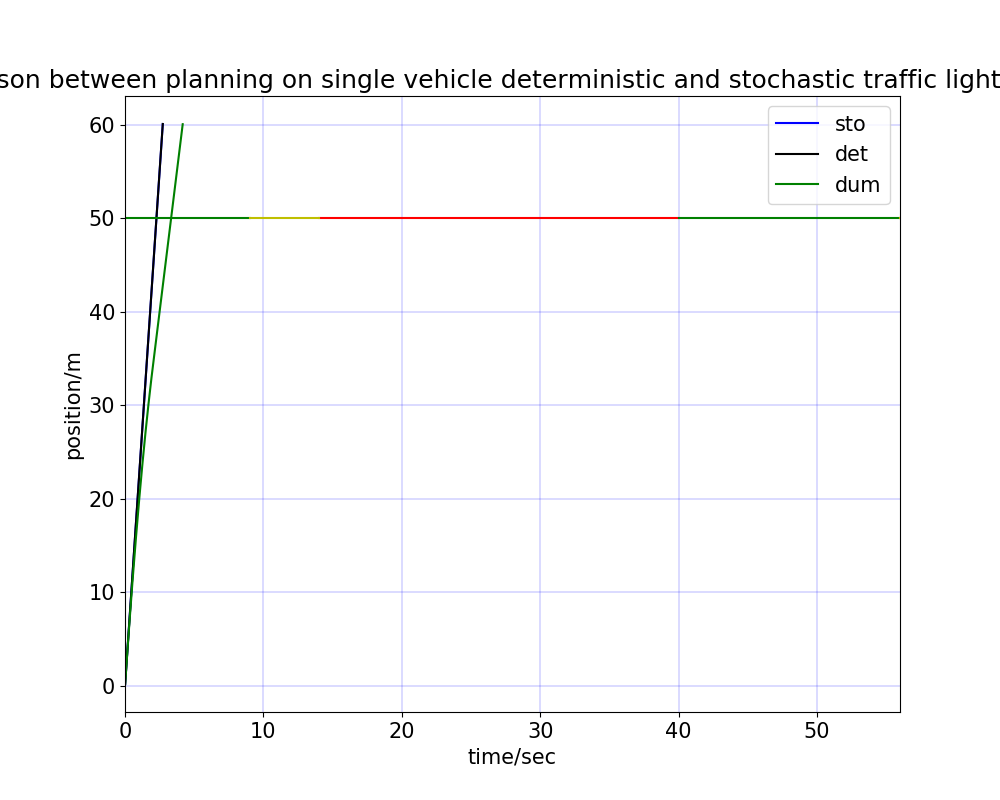 son between planning on single vehicle deterministic and stochastic traffic light
sto
det
dum
60
50
40
30
20
10
0
position/m
0 10 20 30 40 50
time/sec